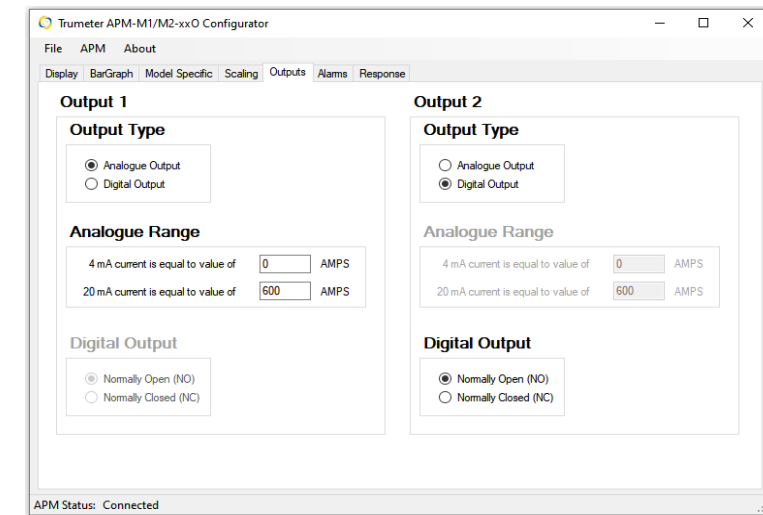 Trumeter APM-M1/M2-xxO Configurator
File APM About
Display BarGraph Model Specific Scaling Outputs Alarms Response
Output 1
Output Type
Analogue Output
Digital Output
Analogue Range
4 mA current is equal to value of 0 AMPS
20 mA current is equal to value of 600 AMPS
Digital Output
Normally Open (NO)
Normally Closed (NC)
Output 2
Output Type
Analogue Output
Digital Output
Analogue Range
4 mA current is equal to value of 0 AMPS
20 mA current is equal to value of 600 AMPS
Digital Output
Normally Open (NO)
Normally Closed (NC)
APM Status: Connected